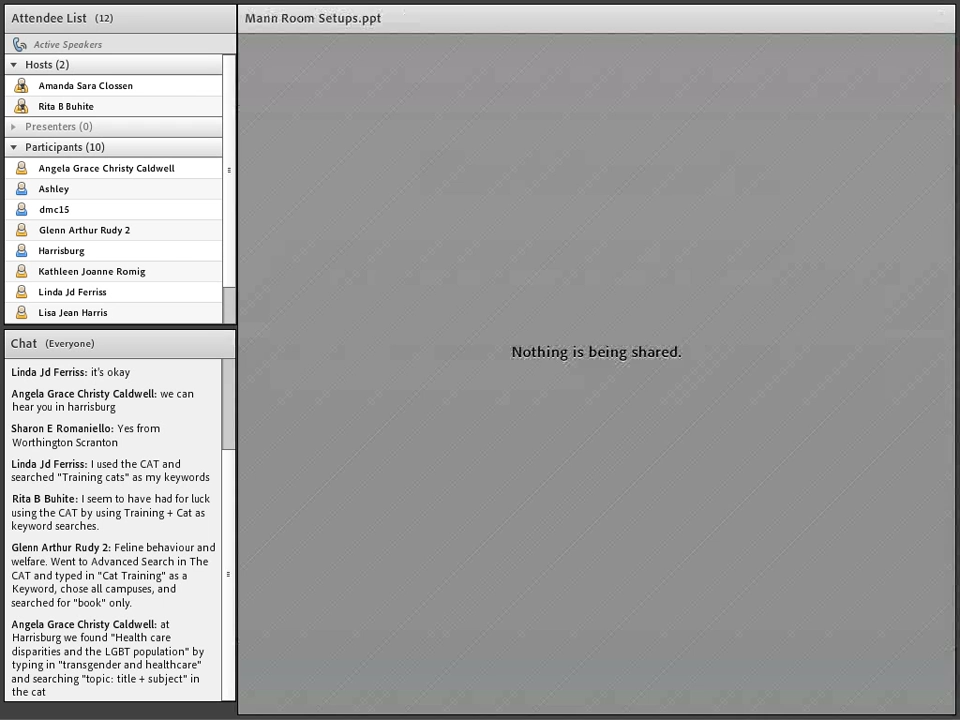 Attendee List (12)
Active Speakers
Hosts (2)
Amanda Sara Clossen
Rita B Buhite
Presenters (0)
Participants (10)
Angela Grace Christy Caldwell
Ashley
dmc15
Glenn Arthur Rudy 2
Harrisburg
Kathleen Joanne Romig
Linda Jd Ferriss
Lisa Jean Harris
Chat (Everyone)
Linda Jd Ferriss: it's okay
Angela Grace Christy Caldwell: we can
hear you in harrisburg
Sharon E Romaniello: Yes from
Worthington Scranton
Linda Jd Ferriss: I used the CAT and
searched "Training cats" as my keywords
Rita B Buhite: I seem to have had for luck
using the CAT by using Training + Cat as
keyword searches.
Glenn Arthur Rudy 2: Feline behaviour and
welfare. Went to Advanced Search in The
CAT and typed in "Cat Training" as a
Keyword, chose all campuses, and
searched for "book" only.
Angela Grace Christy Caldwell: at
Harrisburg we found "Health care
disparities and the LGBT population" by
typing in "transgender and healthcare"
and searching "topic: title + subject" in
the cat
Mann Room Setups.ppt
Nothing is being shared.